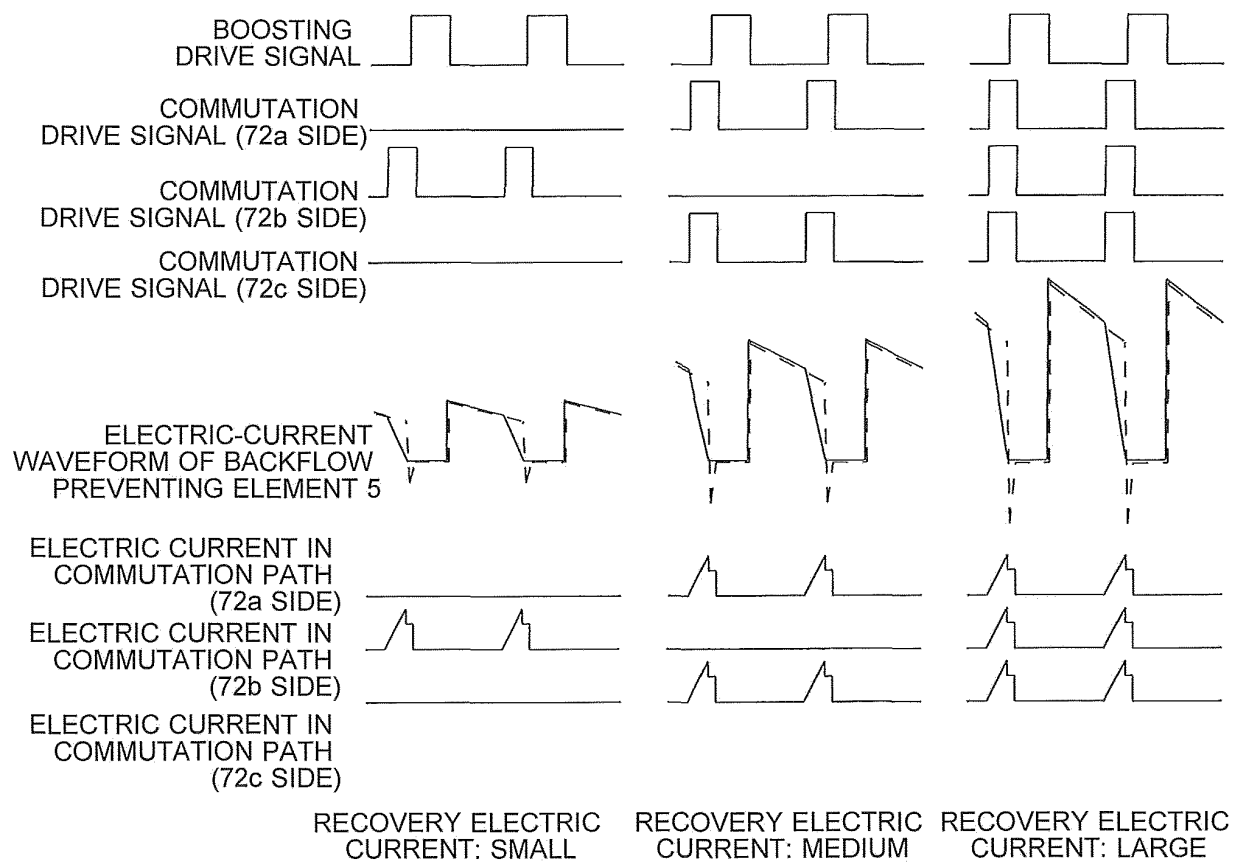 BOOSTING
DRIVE SIGNAL
COMMUTATION
DRIVE SIGNAL (72a SIDE)
COMMUTATION
DRIVE SIGNAL (72b SIDE)
COMMUTATION
DRIVE SIGNAL (72c SIDE)
ELECTRIC-CURRENT
WAVEFORM OF BACKFLOW
PREVENTING ELEMENT 5
ELECTRIC CURRENT IN
COMMUTATION PATH
(72a SIDE)
ELECTRIC CURRENT IN
COMMUTATION PATH
(72b SIDE)
ELECTRIC CURRENT IN
COMMUTATION PATH
(72c SIDE)
RECOVERY ELECTRIC
CURRENT: SMALL
RECOVERY ELECTRIC
CURRENT: MEDIUM
RECOVERY ELECTRIC
CURRENT: LARGE